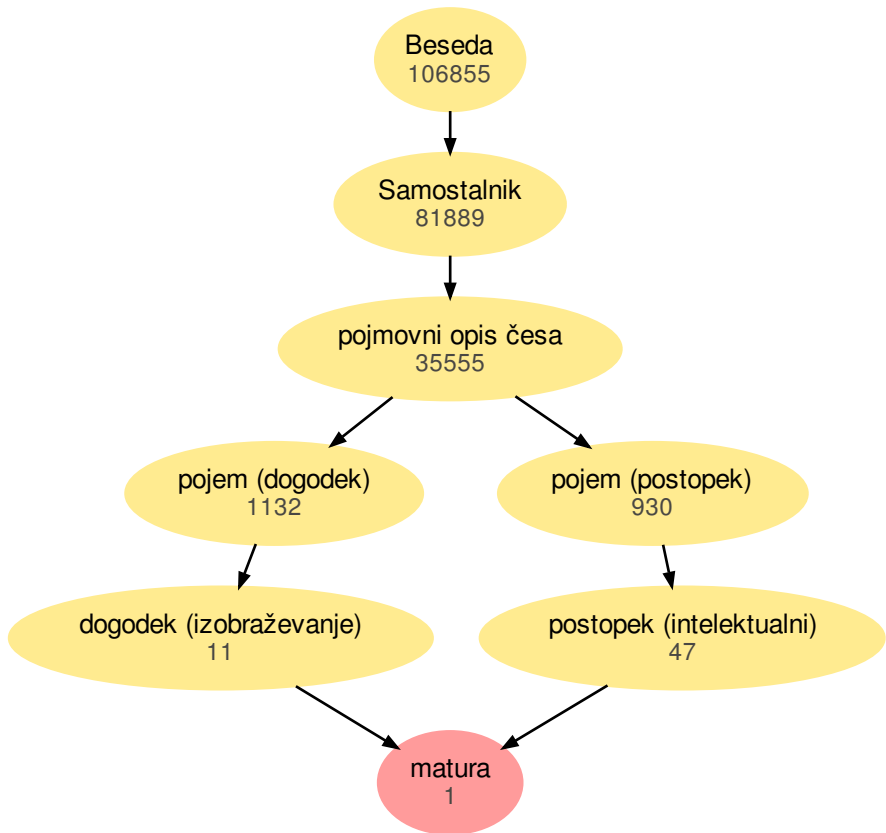 Beseda
106855
Samostalnik
81889
pojmovni opis česa
35555
pojem (dogodek)
1132
pojem (postopek)
930
dogodek (izobraževanje)
11
postopek (intelektualni)
47
matura
1